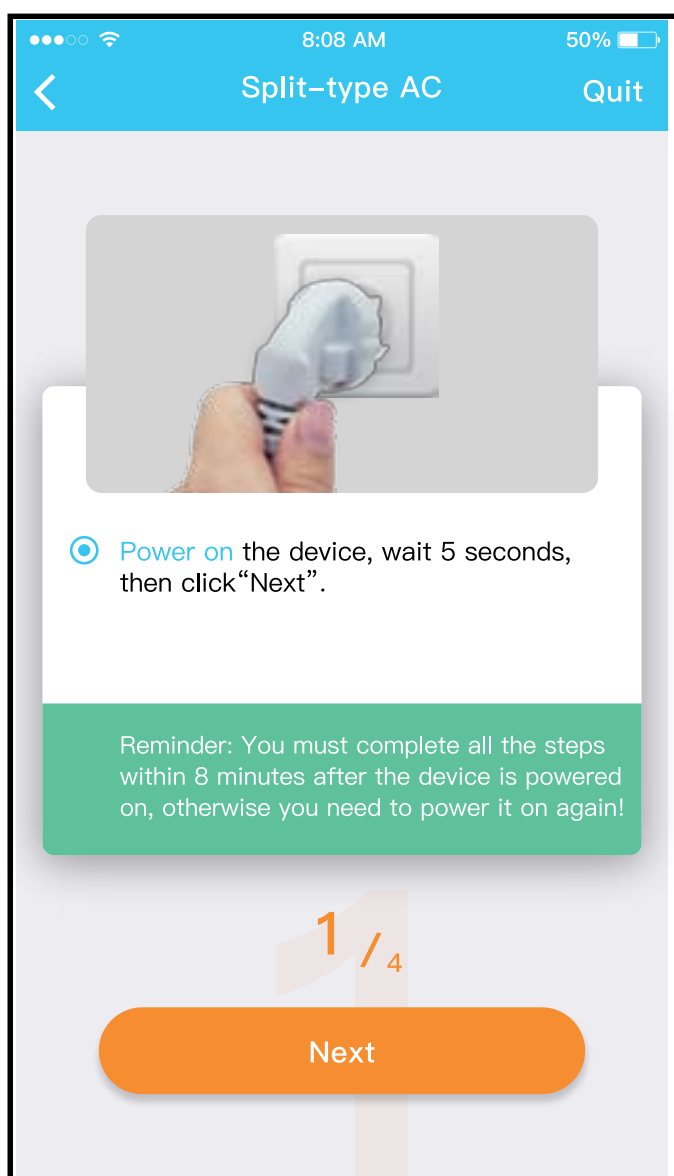 8:08 AM
50%
Split-type AC
Quit
Power on the device, wait 5 seconds,
then click“Next”.
Reminder: You must complete all the steps
within 8 minutes after the device is powered
on, otherwise you need to power it on again!
1/4
Next